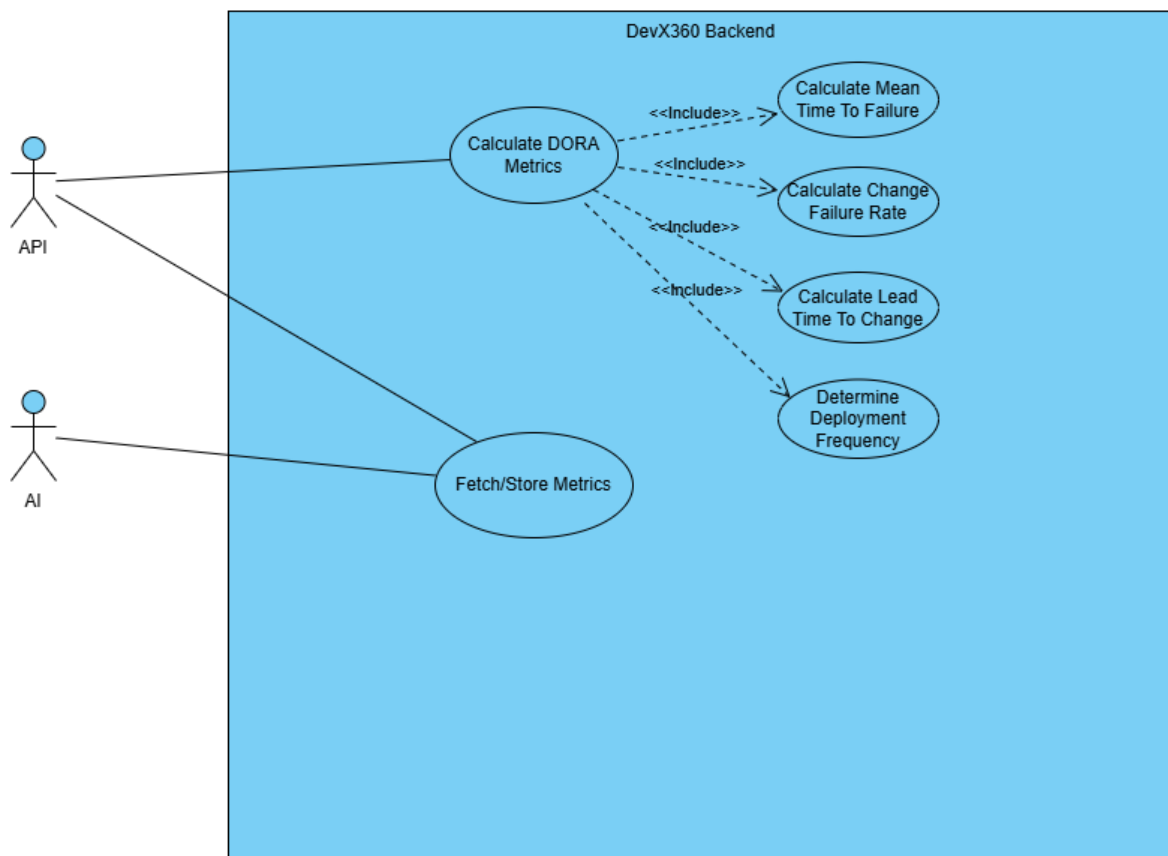 DevX360 Backend
Calculate Mean
Time To Failure
<<Include>>
Calculate DORA
Metrics
<<Include>>
Calculate Change
Failure Rate
<<Include>>
API
<<Include>>
Calculate Lead
Time To Change
Determine
Deployment
Frequency
Fetch/Store Metrics
AI